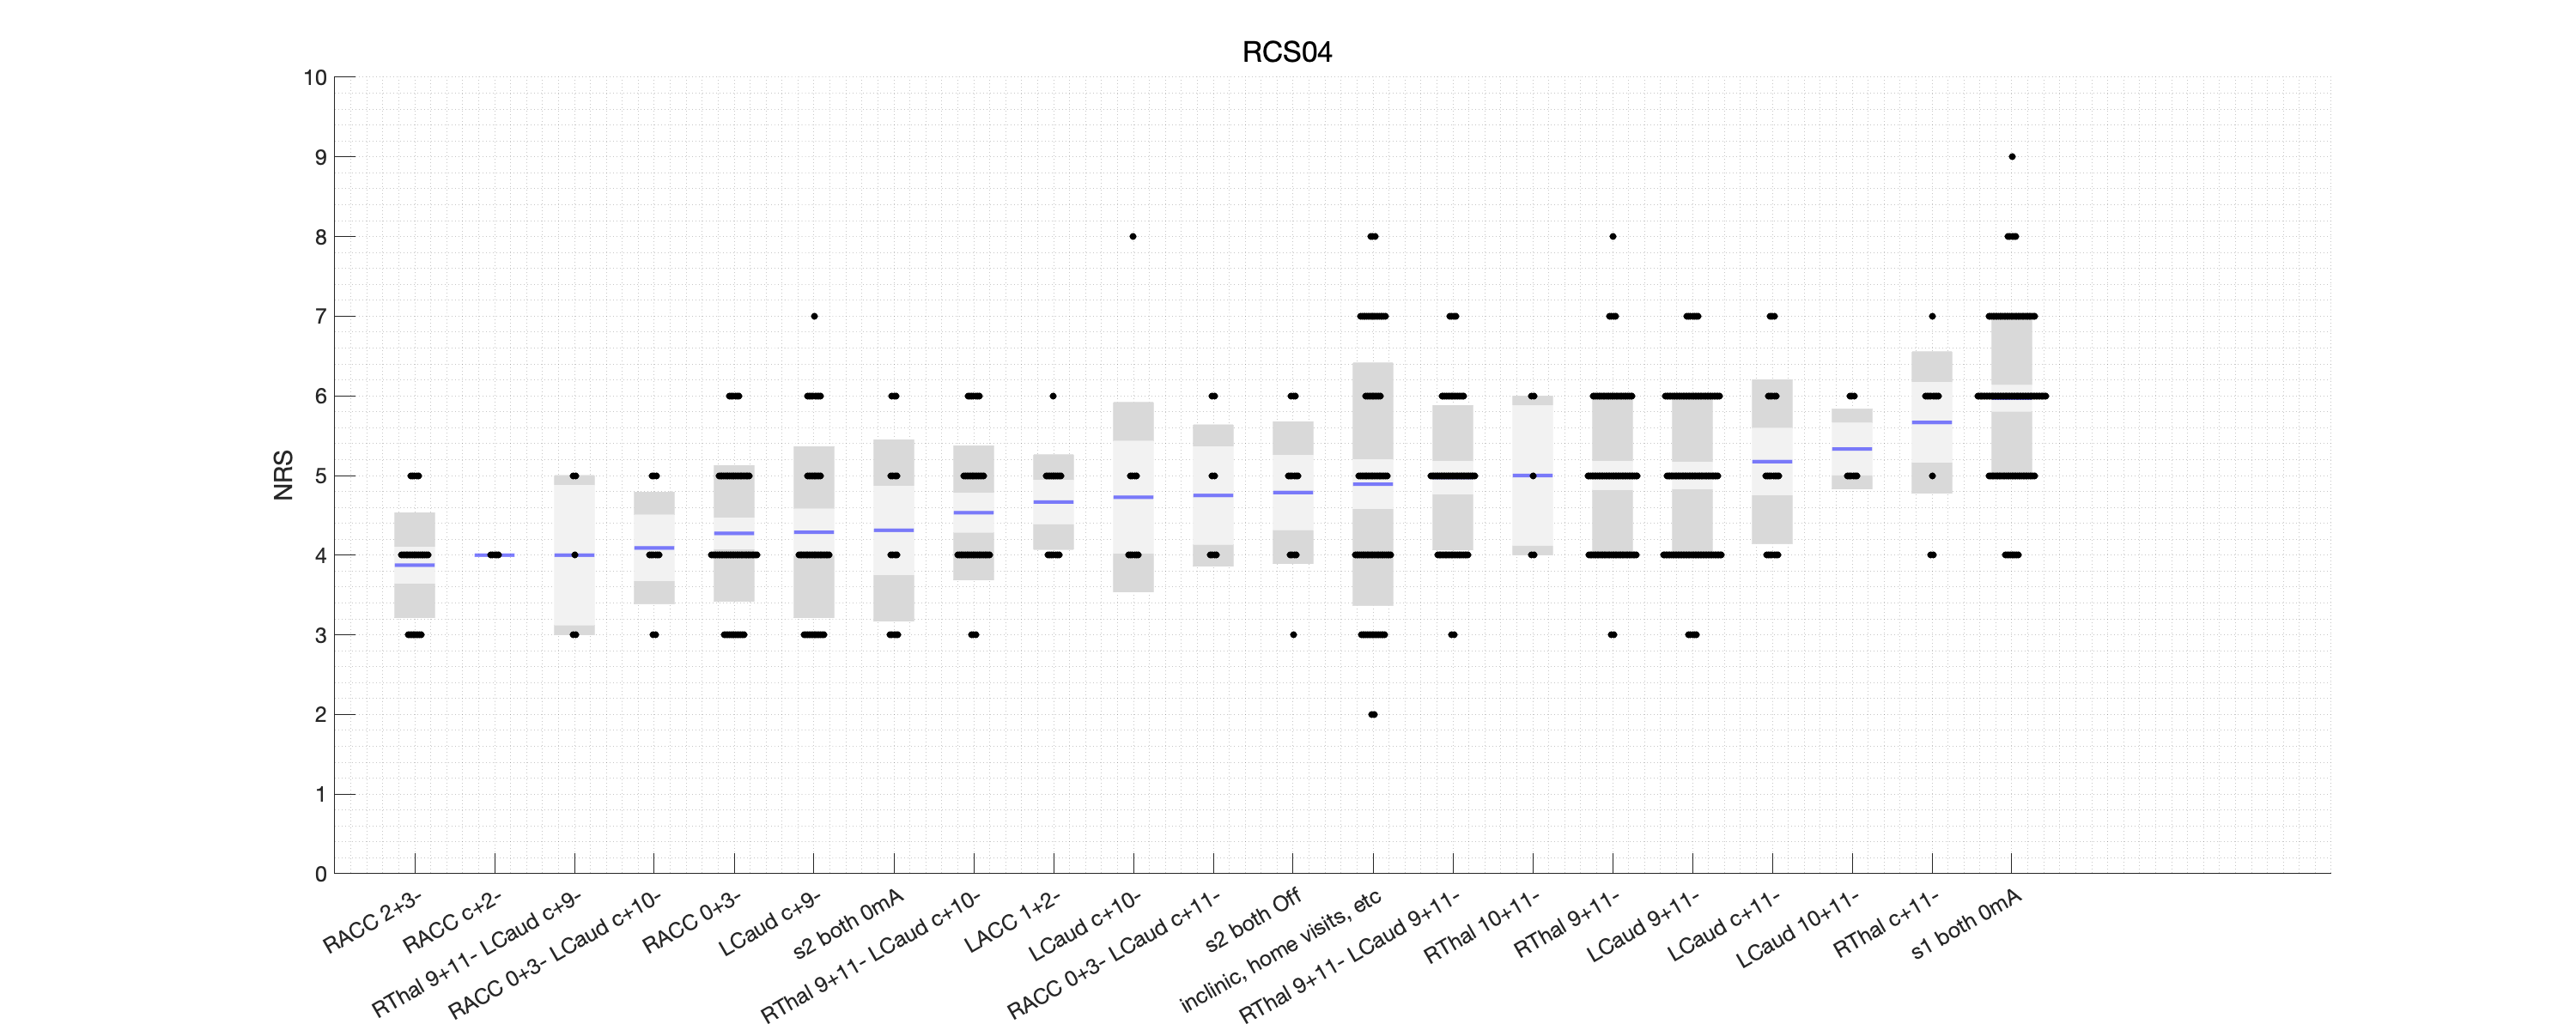 RCS04
10
9
8
7
6
5
4
3
2
1
0
NRS
RACC 2+3-
RACC c+2-
RThal 9+11- LCaud c+9-
RACC 0+3- LCaud c+10-
RACC 0+3-
LCaud c+9-
s2 both 0mA
RThal 9+11- LCaud c+10-
LACC 1+2-
LCaud c+10-
RACC 0+3- LCaud c+11-
s2 both Off
inclinic, home visits, etc
RThal 9+11- LCaud 9+11-
RThal 10+11-
RThal 9+11-
LCaud 9+11-
LCaud c+11-
LCaud 10+11-
RThal c+11-
s1 both 0mA